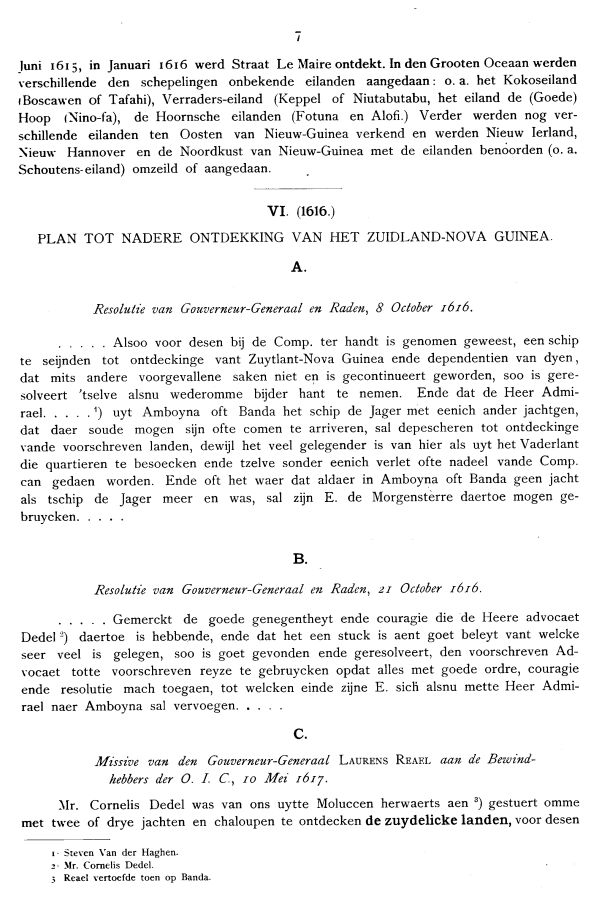 7
Juni 1615, in Januari 1616 werd Straat Le Maire ontdekt. In den Grooten Oceaan werden
verschillende den schepelingen onbekende eilanden aangedaan: o. a. het Kokoseiland
(Boscawen of Tafahi), Verraders-eiland (Keppel of Niutabutabu, het eiland de (Goede)
Hoop (Nino-fa), de Hoornsche eilanden (Fotuna en Alofi.) Verder werden nog ver-
schillende eilanden ten Oosten van Nieuw-Guinea verkend en werden Nieuw Ierland,
Nieuw Hannover en de Noordkust van Nieuw-Guinea met de eilanden benoorden (o. a.
Schoutens-eiland) omzeild of aangedaan.
VI. (1616.)
PLAN TOT NADERE ONTDEKKING VAN HET ZUIDLAND-NOVA GUINEA.
A.
Resolutie van Gouverneur-Generaal en Raden, 8 October 1616.
. . . . . Alsoo voor desen bij de Comp. ter handt is genomen geweest, een schip
te seijnden tot ontdeckinge vant Zuytlant-Nova Guinea ende dependentien van dyen,
dat mits andere voorgevallene saken niet en is gecontinueert geworden, soo is gere-
solveert 'tselve alsnu wederomme bijder hant te nemen. Ende dat de Heer Admi-
rael. . . . . ¹) uyt Amboyna oft Banda het schip de Jager met eenich ander jachtgen,
dat daer soude mogen sijn ofte comen te arriveren, sal depescheren tot ontdeckinge
vande voorschreven landen, dewijl het veel gelegender is van hier als uyt het Vaderlant
die quartieren te besoecken ende tzelve sonder eenich verlet ofte nadeel vande Comp.
can gedaen worden. Ende oft het waer dat aldaer in Amboyna oft Banda geen jacht
als tschip de Jager meer en was, sal zijn E. de Morgensterre daertoe mogen ge-
bruycken. . . . .
B.
Resolutie van Gouverneur-Generaal en Raden, 21 October 1616.
. . . . . Gemerckt de goede genegentheyt ende couragie die de Heere advocaet
Dedel ²) daertoe is hebbende, ende dat het een stuck is aent goet beleyt vant welcke
seer veel is gelegen, soo is goet gevonden ende geresolveert, den voorschreven Ad-
vocaet totte voorschreven reyze te gebruycken opdat alles met goede ordre, couragie
ende resolutie mach toegaen, tot welcken einde zijne E. sich alsnu mette Heer Admi-
rael naer Amboyna sal vervoegen. . . . .
C.
Missive van den Gouverneur-Generaal LAURENS REAEL aan de Bewind-
hebbers der O. I. C., 10 Mei 1617.
Mr. Cornelis Dedel was van ons uytte Moluccen herwaerts aen ³) gestuert omme
met twee of drye jachten en chaloupen te ontdecken de zuydelicke landen, voor desen
1 Steven Van der Haghen.
2 Mr. Cornelis Dedel.
3 Reael vertoefde toen op Banda.